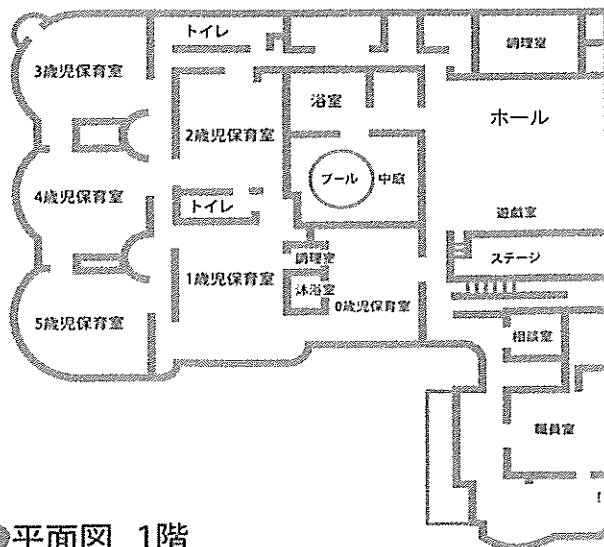 トイレ
調理室
3歳児保育室
浴室
ホール
2歳児保育室
プール 中庭
4歳児保育室
トイレ
遊戯室
調理室
ステージ
1歳児保育室
沐浴室
0歳児保育室
5歳児保育室
相談室
職員室
平面図 1階